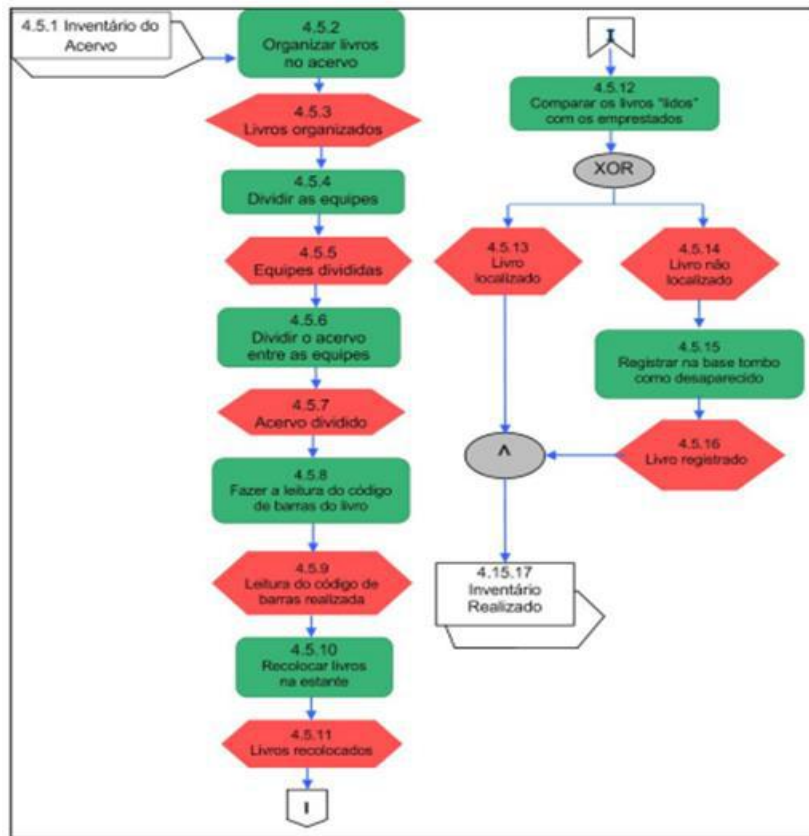 4.5.1 Inventário do
Acervo
4.5.2
Organizar livros
no acervo
4.5.3
Livros organizados
4.5.4
Dividir as equipes
4.5.5
Equipes divididas
4.5.6
Dividir o acervo
entre as equipes
4.5.7
Acervo dividido
4.5.8
Fazer a leitura do código
de barras do livro
4.5.9
Leitura do código de
barras realizada
4.5.10
Recolocar livros
na estante
4.5.11
Livros recolocados
I
I
4.5.12
Comparar os livros "lidos"
com os emprestados
XOR
4.5.13
Livro
localizado
4.5.14
Livro não
localizado
4.5.15
Registrar na base tombo
como desaparecido
4.5.16
Livro registrado
^
4.15.17
Inventário
Realizado